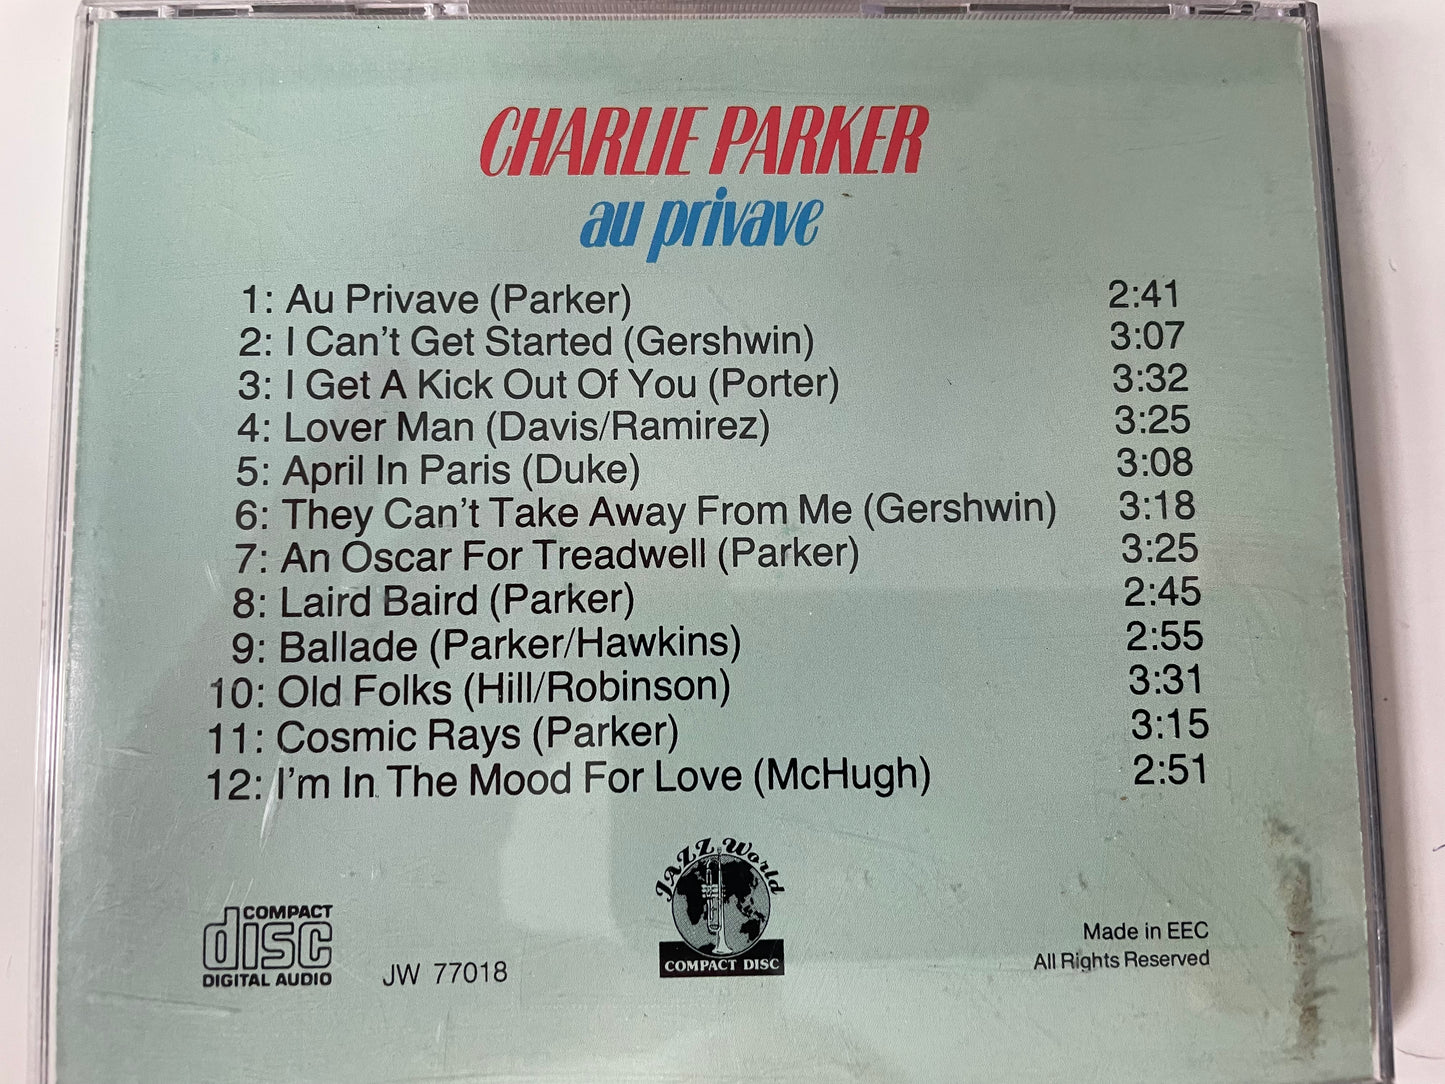 CHARLIE PARKER
au privave
1: Au Privave (Parker) 2:41
2: I Can't Get Started (Gershwin) 3:07
3: I Get A Kick Out Of You (Porter) 3:32
4: Lover Man (Davis/Ramirez) 3:25
5: April In Paris (Duke) 3:08
6: They Can't Take Away From Me (Gershwin) 3:18
7: An Oscar For Treadwell (Parker) 3:25
8: Laird Baird (Parker) 2:45
9: Ballade (Parker/Hawkins) 2:55
10: Old Folks (Hill/Robinson) 3:31
11: Cosmic Rays (Parker) 3:15
12: I'm In The Mood For Love (McHugh) 2:51
COMPACT
disc
DIGITAL AUDIO
JW 77018
JAZZ World
COMPACT DISC
Made in EEC
All Rights Reserved